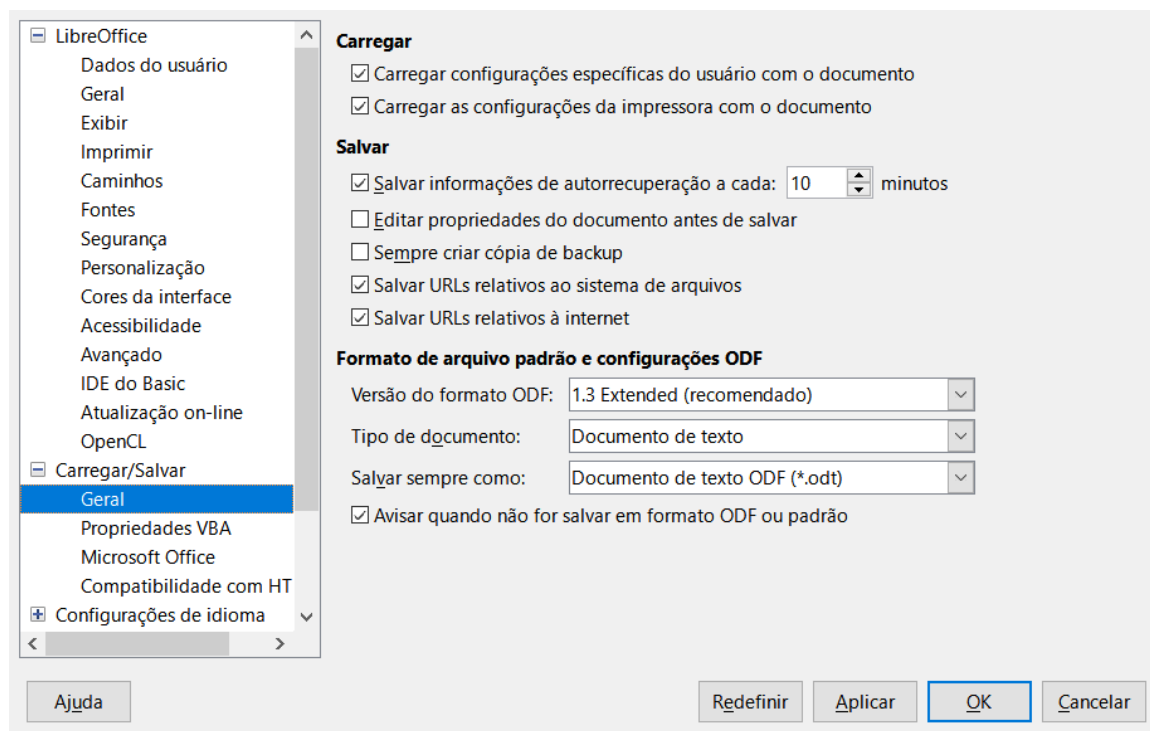 LibreOffice
Dados do usuário
Geral
Exibir
Imprimir
Caminhos
Fontes
Segurança
Personalização
Cores da interface
Acessibilidade
Avançado
IDE do Basic
Atualização on-line
OpenCL
Carregar/Salvar
Geral
Propriedades VBA
Microsoft Office
Compatibilidade com HT
Configurações de idioma
Carregar
Carregar configurações específicas do usuário com o documento
Carregar as configurações da impressora com o documento
Salvar
Salvar informações de autorrecuperação a cada: 10 minutos
Editar propriedades do documento antes de salvar
Sempre criar cópia de backup
Salvar URLs relativos ao sistema de arquivos
Salvar URLs relativos à internet
Formato de arquivo padrão e configurações ODF
Versão do formato ODF: 1.3 Extended (recomendado)
Tipo de documento: Documento de texto
Salvar sempre como: Documento de texto ODF (*.odt)
Avisar quando não for salvar em formato ODF ou padrão
Ajuda Redefinir Aplicar OK Cancelar